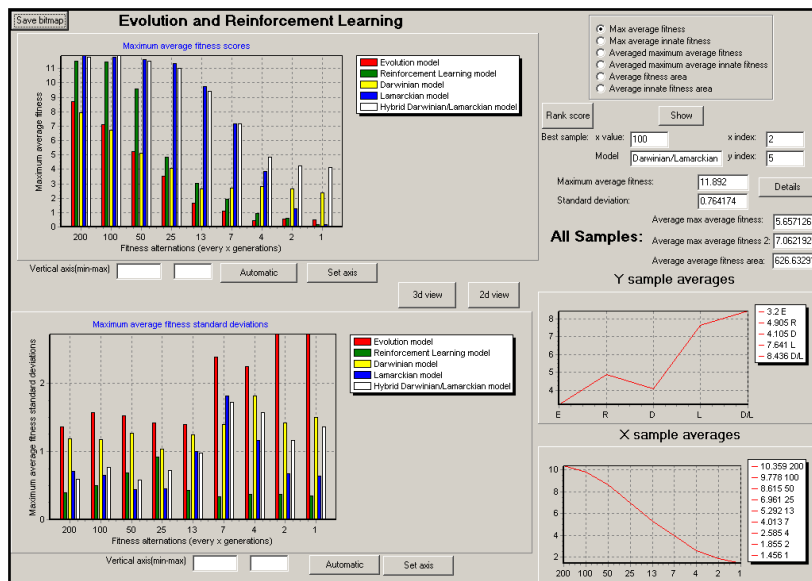 Save bitmap
Evolution and Reinforcement Learning
Maximum average fitness scores
Maximum average fitness
11
10
9
8
7
6
5
4
3
2
1
0
200 100 50 25 13 7 4 2 1
Fitness alternations (every x generations)
Evolution model
Reinforcement Learning model
Darwinian model
Lamarckian model
Hybrid Darwinian/Lamarckian model
Vertical axis(min-max)
Automatic
Set axis
3d view
2d view
Maximum average fitness standard deviations
Maximum average fitness standard deviations
2
1
0
200 100 50 25 13 7 4 2 1
Fitness alternations (every x generations)
Evolution model
Reinforcement Learning model
Darwinian model
Lamarckian model
Hybrid Darwinian/Lamarckian model
Vertical axis(min-max)
Automatic
Set axis
Max average fitness
Max average innate fitness
Averaged maximum average fitness
Averaged maximum average innate fitness
Average fitness area
Average innate fitness area
Rank score
Show
Best sample: x value: 100 x index: 2
Model Darwinian/Lamarckian y index: 5
Maximum average fitness: 11.892
Standard deviation: 0.764174
Details
All Samples:
Average max average fitness: 5.657126
Average max average fitness 2: 7.062192
Average average fitness area: 626.6329
Y sample averages
8
7
6
5
4
E R D L D/L
3.2 E
4.905 R
4.105 D
7.641 L
8.436 D/L
X sample averages
10
8
6
4
2
200 100 50 25 13 7 4 2 1
10.359 200
9.778 100
8.615 50
6.961 25
5.292 13
4.013 7
2.585 4
1.855 2
1.456 1